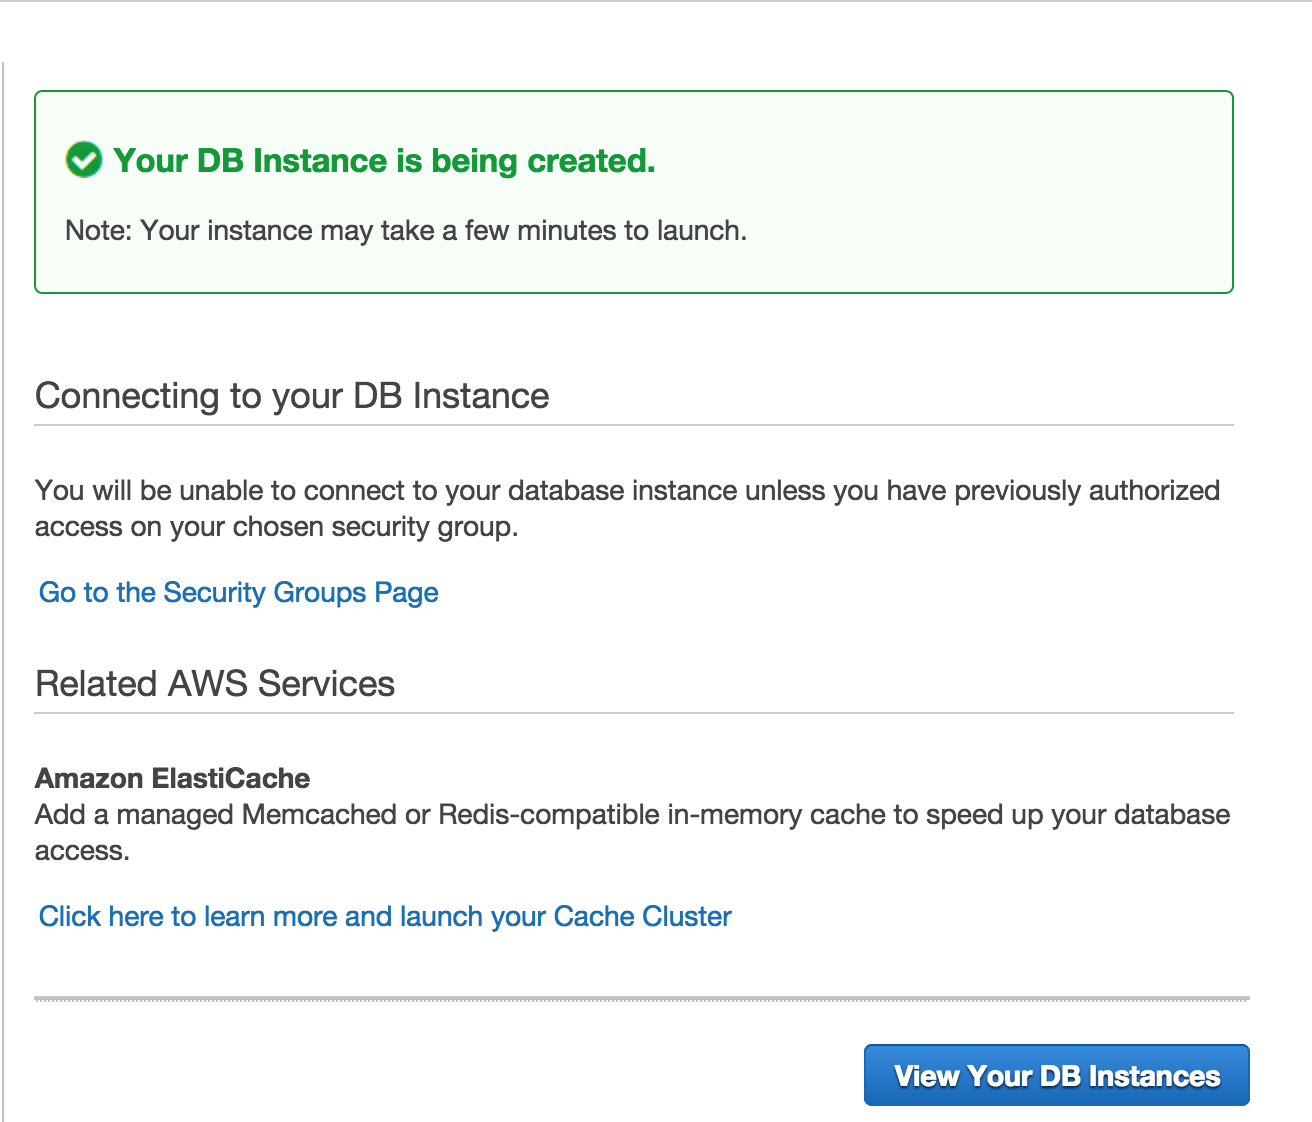 Your DB Instance is being created.
Note: Your instance may take a few minutes to launch.
Connecting to your DB Instance
You will be unable to connect to your database instance unless you have previously authorized
access on your chosen security group.
Go to the Security Groups Page
Related AWS Services
Amazon ElastiCache
Add a managed Memcached or Redis-compatible in-memory cache to speed up your database
access.
Click here to learn more and launch your Cache Cluster
View Your DB Instances